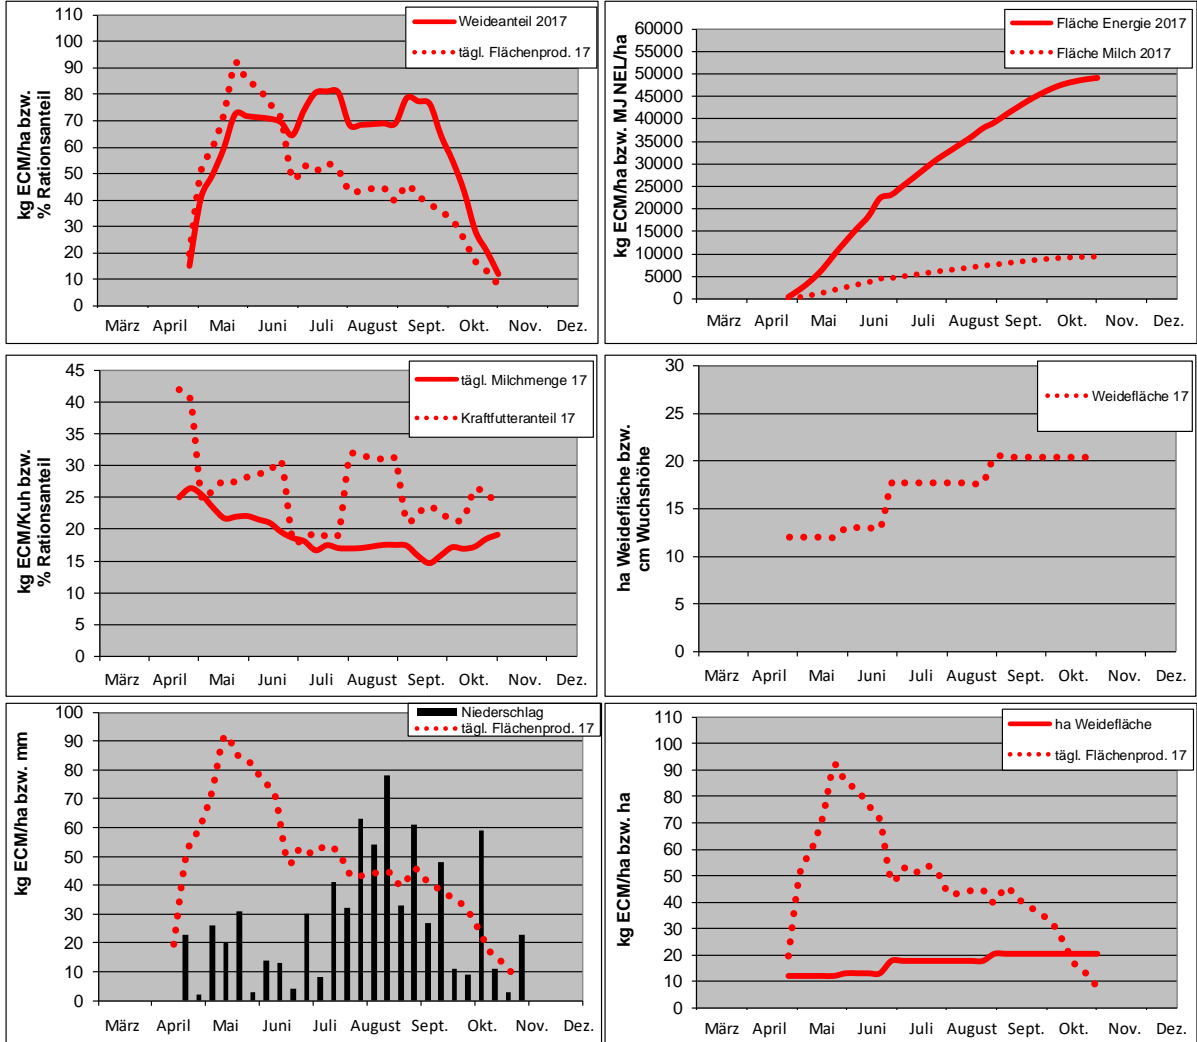 kg ECM/ha bzw.
% Rationsanteil
110
100
90
80
70
60
50
40
30
20
10
0
Weideanteil 2017
tägl. Flächenprod. 17
März April Mai Juni Juli August Sept. Okt. Nov. Dez.
kg ECM/ha bzw. MJ NEL/ha
60000
55000
50000
45000
40000
35000
30000
25000
20000
15000
10000
5000
0
Fläche Energie 2017
Fläche Milch 2017
März April Mai Juni Juli August Sept. Okt. Nov. Dez.
kg ECM/Kuh bzw.
% Rationsanteil
45
40
35
30
25
20
15
10
5
0
tägl. Milchmenge 17
Kraftfutteranteil 17
März April Mai Juni Juli August Sept. Okt. Nov. Dez.
ha Weidefläche bzw.
cm Wuchshöhe
30
25
20
15
10
5
0
Weidefläche 17
März April Mai Juni Juli August Sept. Okt. Nov. Dez.
kg ECM/ha bzw. mm
100
90
80
70
60
50
40
30
20
10
0
Niederschlag
tägl. Flächenprod. 17
März April Mai Juni Juli August Sept. Okt. Nov. Dez.
kg ECM/ha bzw. ha
110
100
90
80
70
60
50
40
30
20
10
0
ha Weidefläche
tägl. Flächenprod. 17
März April Mai Juni Juli August Sept. Okt. Nov. Dez.